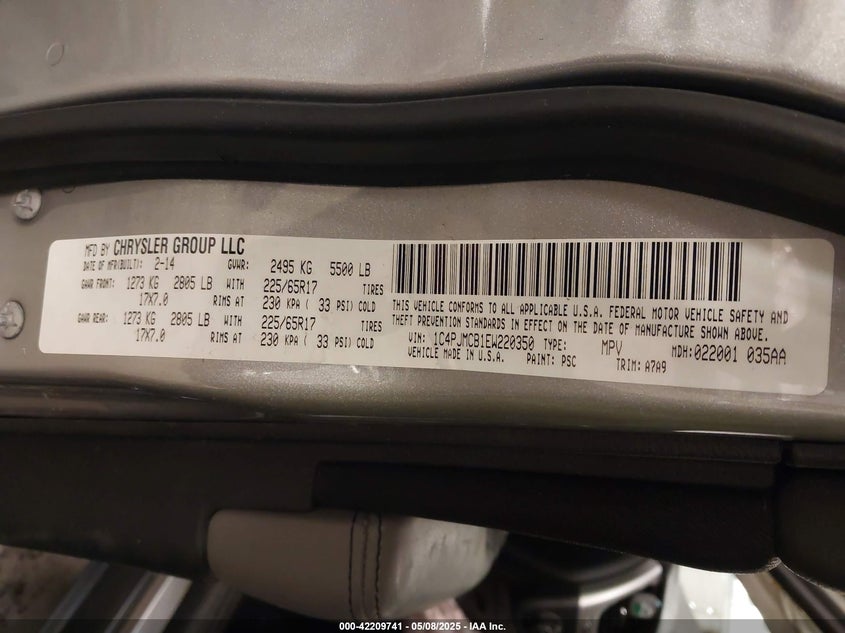 MFD BY CHRYSLER GROUP LLC
DATE OF MFR(BUILT): 2-14 GVWR: 2495 KG 5500 LB
GAWR FRONT: 1273 KG 2805 LB WITH 225/65R17 TIRES
17X7.0 RIMS AT 230 KPA ( 33 PSI) COLD
GAWR REAR: 1273 KG 2805 LB WITH 225/65R17 TIRES
17X7.0 RIMS AT 230 KPA ( 33 PSI) COLD
THIS VEHICLE CONFORMS TO ALL APPLICABLE U.S.A. FEDERAL MOTOR VEHICLE SAFETY AND
THEFT PREVENTION STANDARDS IN EFFECT ON THE DATE OF MANUFACTURE SHOWN ABOVE.
VIN: 1C4PJMCB1EW220350 TYPE: MPV MDH:022001 035AA
VEHICLE MADE IN U.S.A. PAINT: PSC TRIM: A7A9
000-42209741 - 05/08/2025 - IAA Inc.